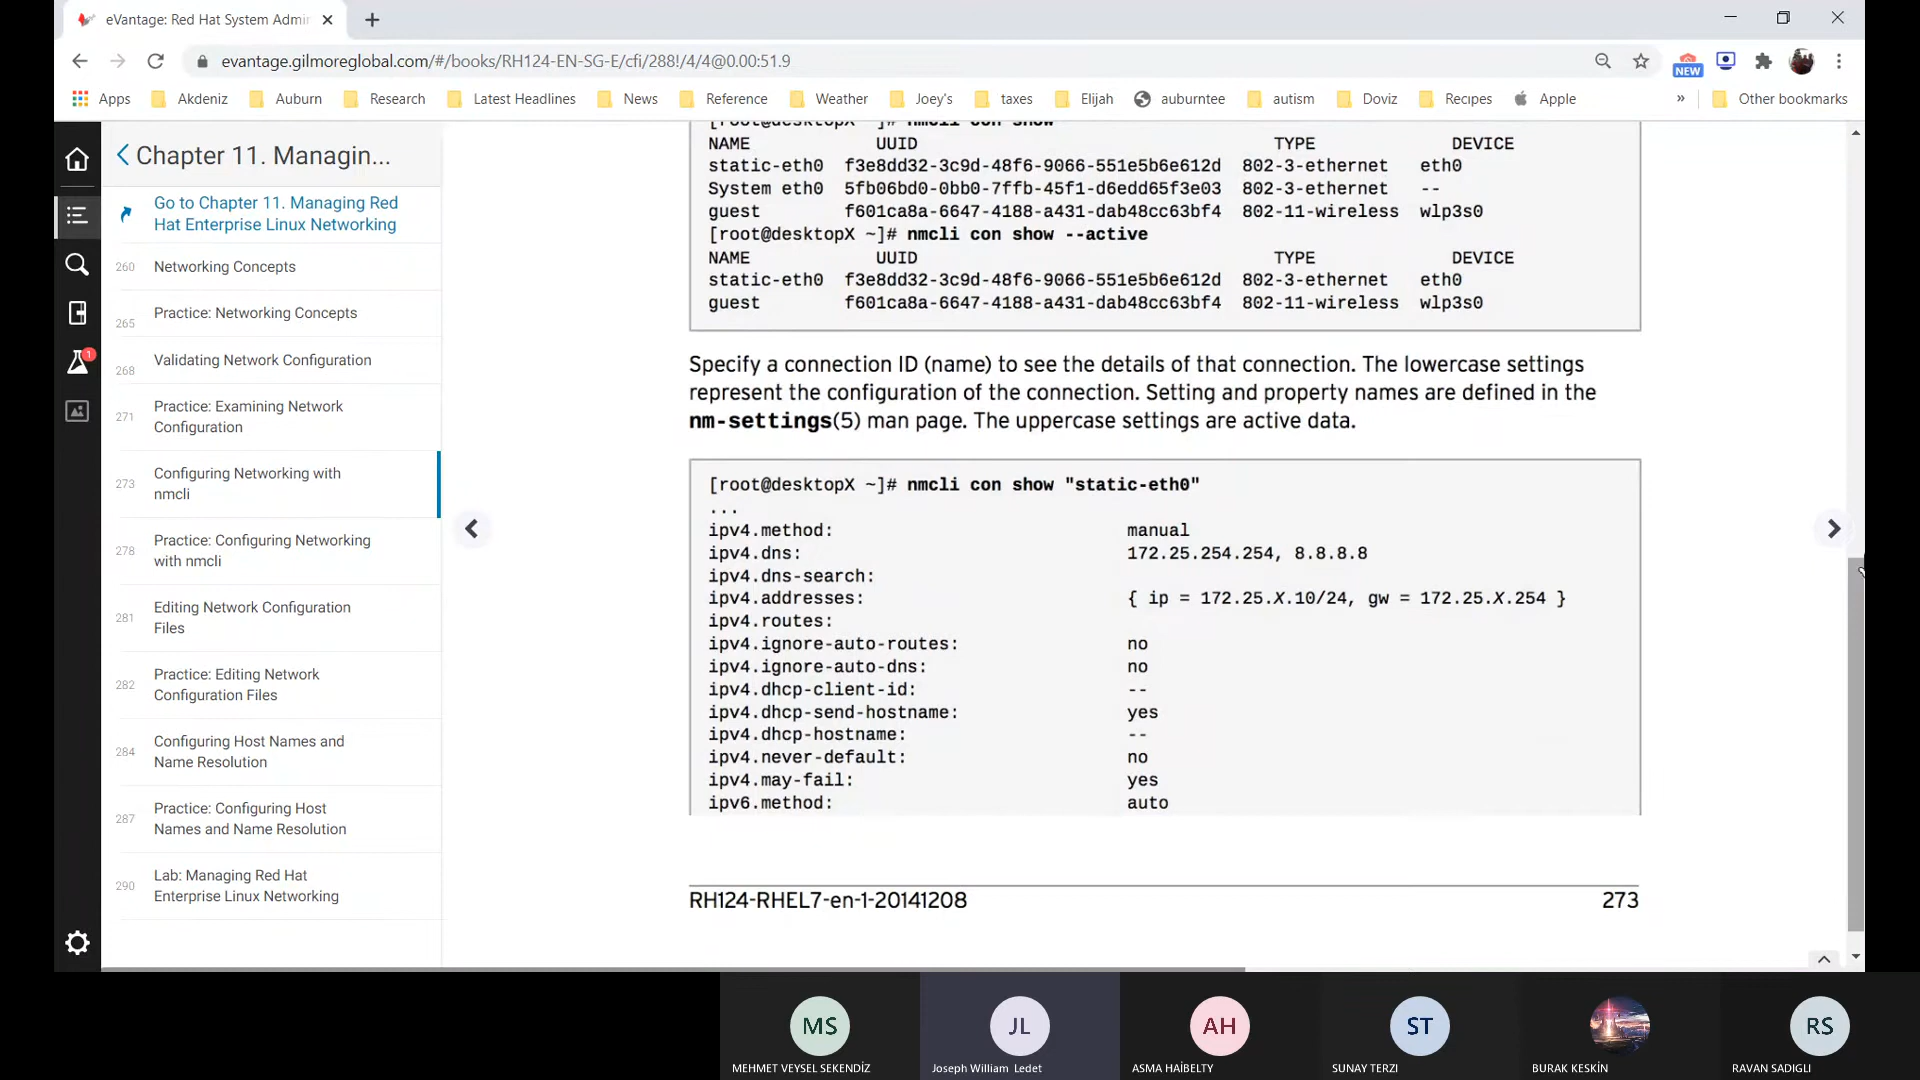 eVantage: Red Hat System Admi
evantage.gilmoreglobal.com/#/books/RH124-EN-SG-E/cfi/288!/4/4@0.00:51.9
NEW
Apps Akdeniz Auburn Research Latest Headlines News Reference Weather Joey's taxes Elijah auburntee autism Doviz Recıpes Apple » Other bookmarks
Chapter 11. Managin...
Go to Chapter 11. Managing Red
Hat Enterprise Linux Networking
260 Networking Concepts
265 Practice: Networking Concepts
268 Validating Network Configuration
271 Practice: Examining Network
Configuration
273 Configuring Networking with
nmcli
278 Practice: Configuring Networking
with nmcli
281 Editing Network Configuration
Files
282 Practice: Editing Network
Configuration Files
284 Configuring Host Names and
Name Resolution
287 Practice: Configuring Host
Names and Name Resolution
290 Lab: Managing Red Hat
Enterprise Linux Networking
1
[root@desktopX ~]# nmcli con show
NAME UUID TYPE DEVICE
static-eth0 f3e8dd32-3c9d-48f6-9066-551e5b6e612d 802-3-ethernet eth0
System eth0 5fb06bd0-0bb0-7ffb-45f1-d6edd65f3e03 802-3-ethernet --
guest f601ca8a-6647-4188-a431-dab48cc63bf4 802-11-wireless wlp3s0
[root@desktopX ~]# nmcli con show --active
NAME UUID TYPE DEVICE
static-eth0 f3e8dd32-3c9d-48f6-9066-551e5b6e612d 802-3-ethernet eth0
guest f601ca8a-6647-4188-a431-dab48cc63bf4 802-11-wireless wlp3s0
Specify a connection ID (name) to see the details of that connection. The lowercase settings
represent the configuration of the connection. Setting and property names are defined in the
nm-settings(5) man page. The uppercase settings are active data.
[root@desktopX ~]# nmcli con show "static-eth0"
...
ipv4.method: manual
ipv4.dns: 172.25.254.254, 8.8.8.8
ipv4.dns-search:
ipv4.addresses: { ip = 172.25.X.10/24, gw = 172.25.X.254 }
ipv4.routes:
ipv4.ignore-auto-routes: no
ipv4.ignore-auto-dns: no
ipv4.dhcp-client-id: --
ipv4.dhcp-send-hostname: yes
ipv4.dhcp-hostname: --
ipv4.never-default: no
ipv4.may-fail: yes
ipv6.method: auto
RH124-RHEL7-en-1-20141208 273
MS JL AH ST RS
MEHMET VEYSEL SEKENDİZ Joseph William Ledet ASMA HAİBELTY SUNAY TERZI BURAK KESKİN RAVAN SADIGLI